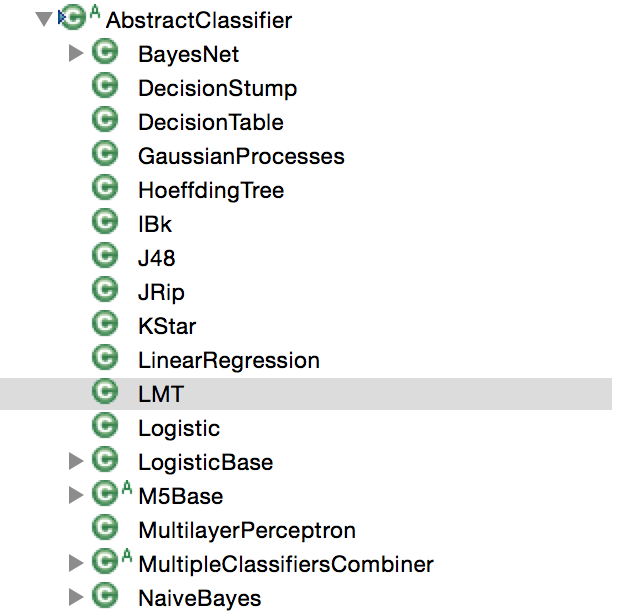 AbstractClassifier
BayesNet
DecisionStump
DecisionTable
GaussianProcesses
HoeffdingTree
IBk
J48
JRip
KStar
LinearRegression
LMT
Logistic
LogisticBase
M5Base
MultilayerPerceptron
MultipleClassifiersCombiner
NaiveBayes